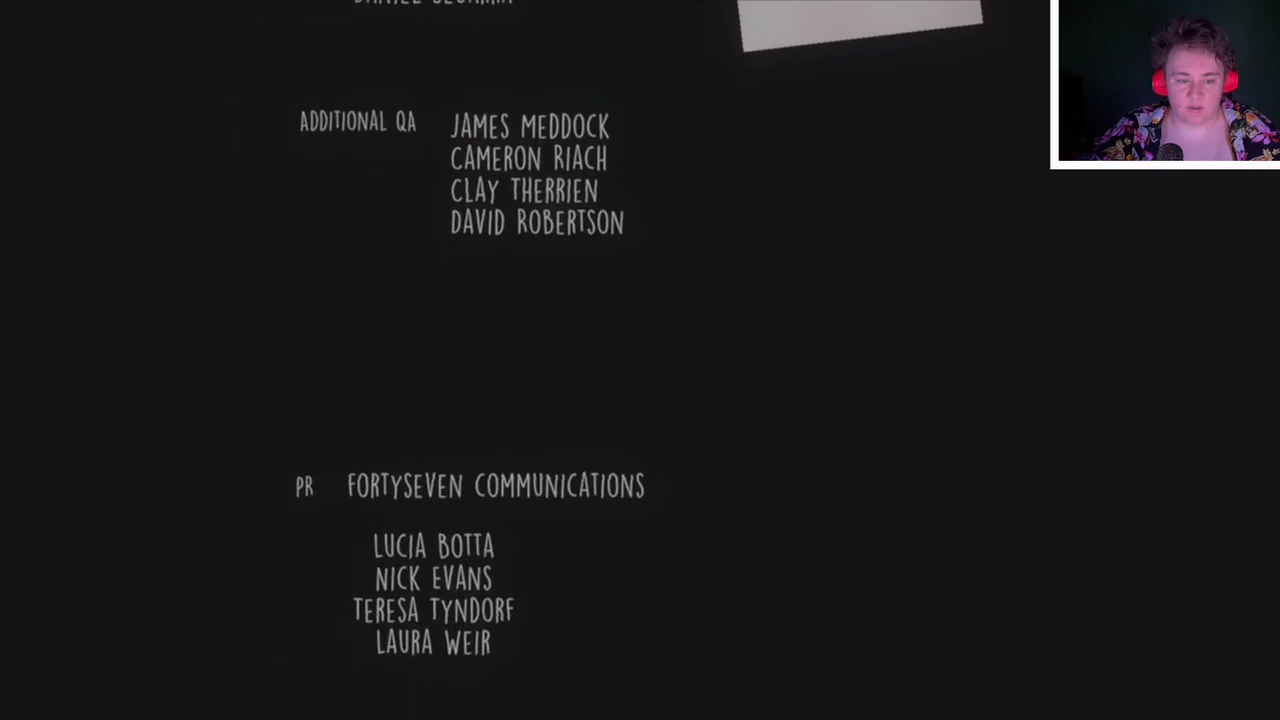 ADDITIONAL QA JAMES MEDDOCK
CAMERON RIACH
CLAY THERRIEN
DAVID ROBERTSON
PR FORTYSEVEN COMMUNICATIONS
LUCIA BOTTA
NICK EVANS
TERESA TYNDORF
LAURA WEIR